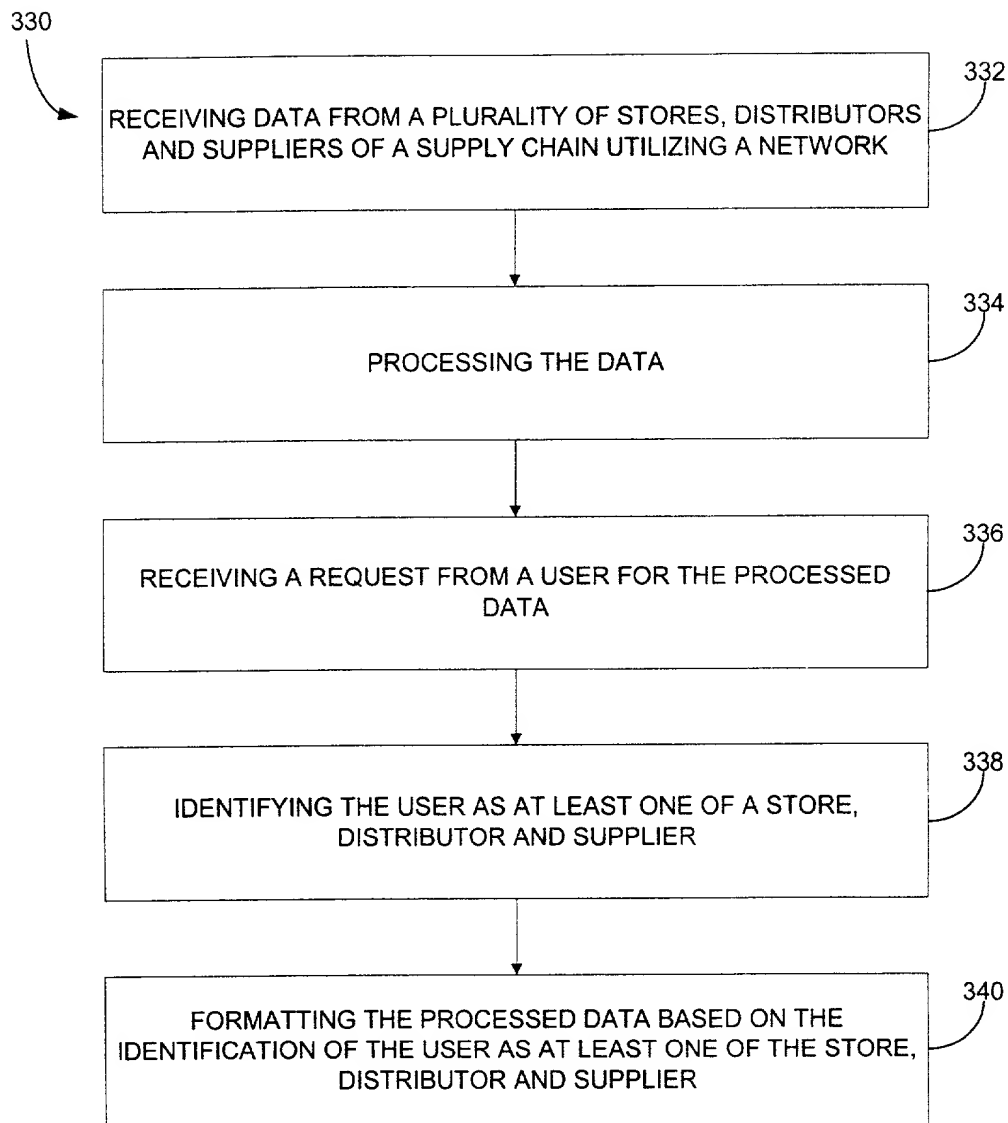 330
332
RECEIVING DATA FROM A PLURALITY OF STORES, DISTRIBUTORS
AND SUPPLIERS OF A SUPPLY CHAIN UTILIZING A NETWORK
334
PROCESSING THE DATA
336
RECEIVING A REQUEST FROM A USER FOR THE PROCESSED
DATA
338
IDENTIFYING THE USER AS AT LEAST ONE OF A STORE,
DISTRIBUTOR AND SUPPLIER
340
FORMATTING THE PROCESSED DATA BASED ON THE
IDENTIFICATION OF THE USER AS AT LEAST ONE OF THE STORE,
DISTRIBUTOR AND SUPPLIER